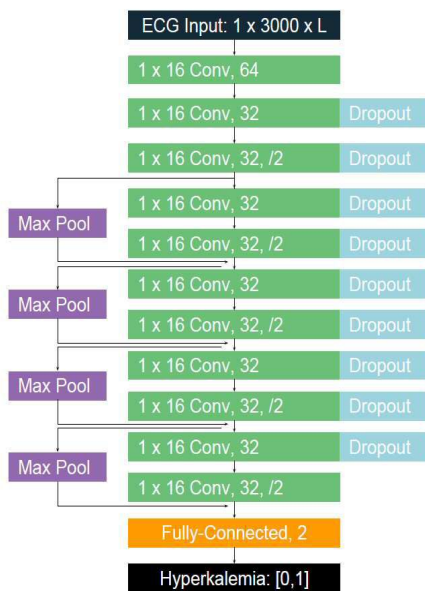 ECG Input: 1 x 3000 x L
1 x 16 Conv, 64
1 x 16 Conv, 32 Dropout
1 x 16 Conv, 32, /2 Dropout
1 x 16 Conv, 32 Dropout
Max Pool
1 x 16 Conv, 32, /2 Dropout
1 x 16 Conv, 32 Dropout
Max Pool
1 x 16 Conv, 32, /2 Dropout
1 x 16 Conv, 32 Dropout
Max Pool
1 x 16 Conv, 32, /2 Dropout
1 x 16 Conv, 32 Dropout
Max Pool
1 x 16 Conv, 32, /2
Fully-Connected, 2
Hyperkalemia: [0,1]